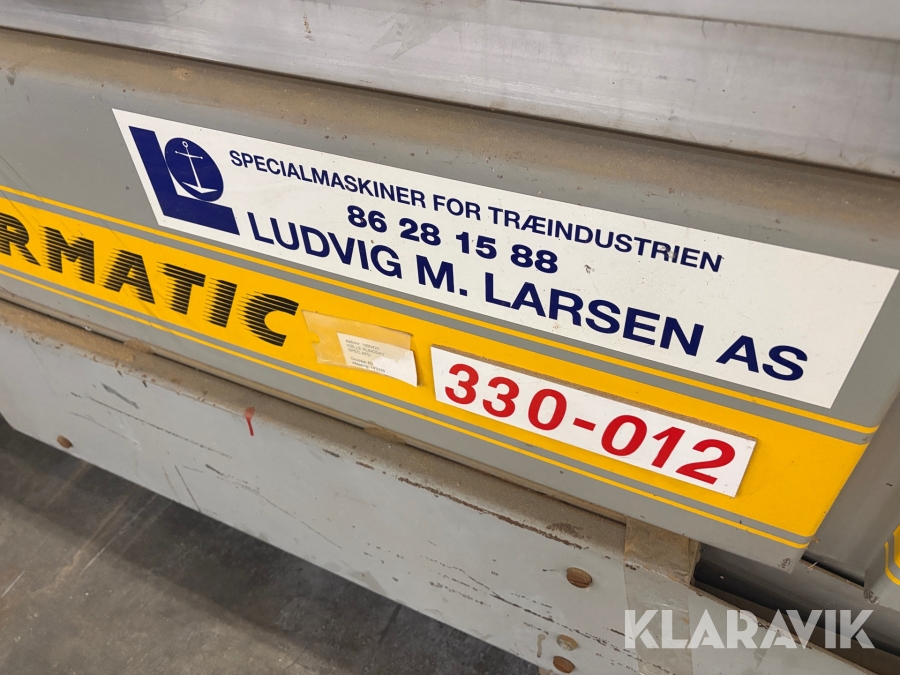 SPECIALMASKINER FOR TRÆINDUSTRIEN
86 28 15 88
LUDVIG M. LARSEN AS
RMATIC
330-012
KLARAVIK